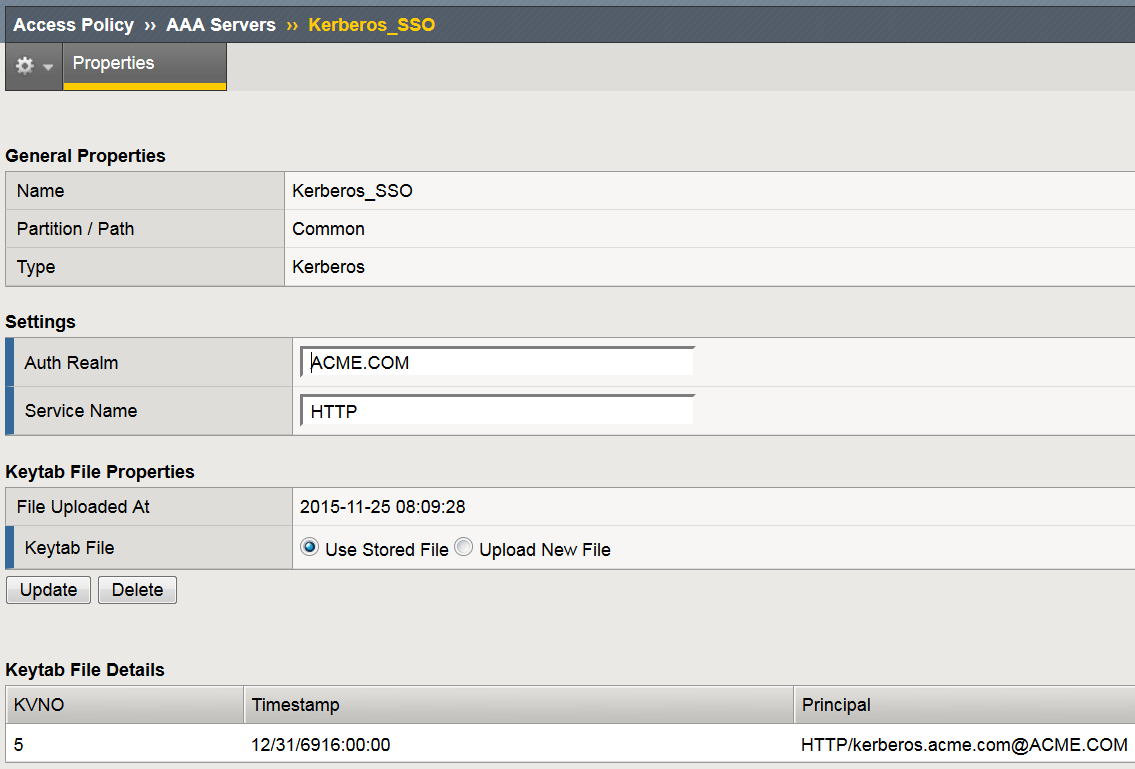 Access Policy ›› AAA Servers ›› Kerberos_SSO
Properties
General Properties
Name Kerberos_SSO
Partition / Path Common
Type Kerberos
Settings
Auth Realm ACME.COM
Service Name HTTP
Keytab File Properties
File Uploaded At 2015-11-25 08:09:28
Keytab File Use Stored File Upload New File
Update Delete
Keytab File Details
KVNO Timestamp Principal
5 12/31/6916:00:00 HTTP/kerberos.acme.com@ACME.COM